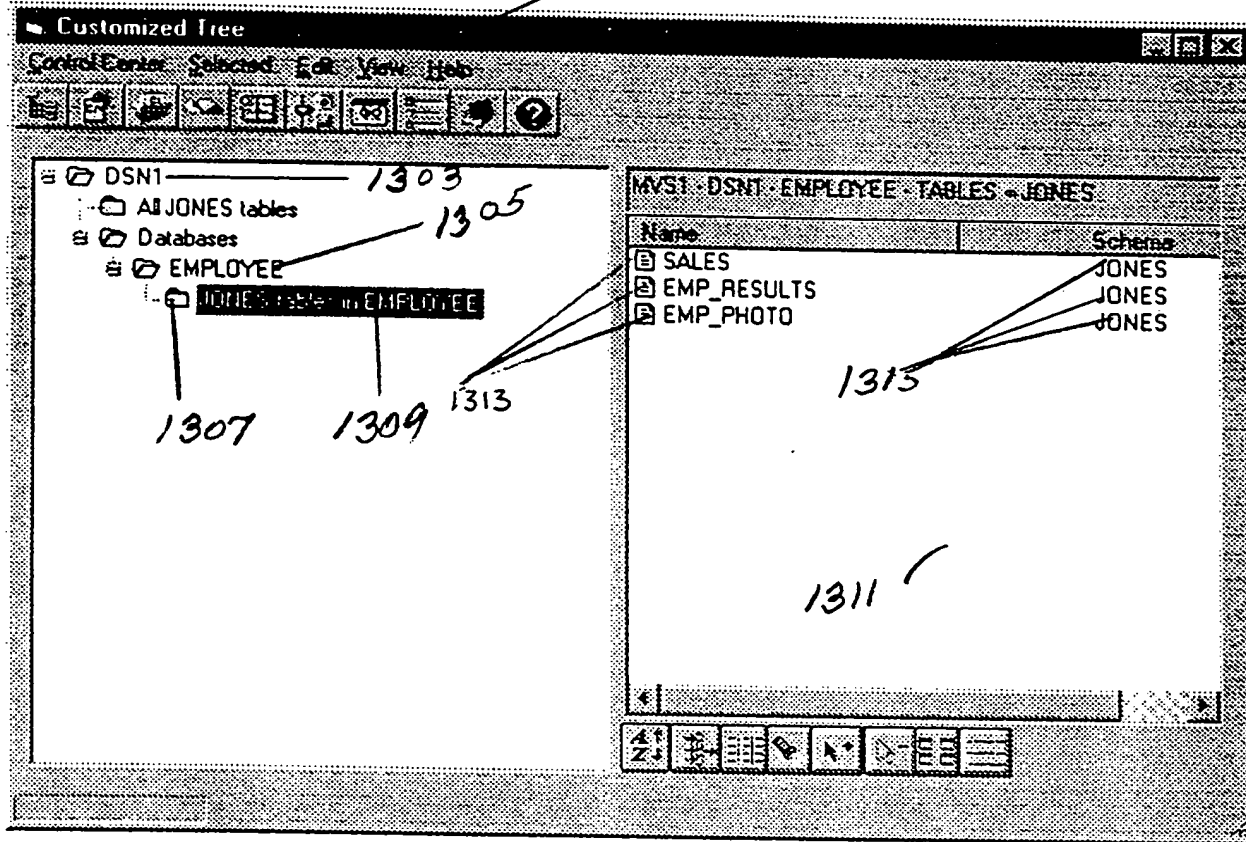 Customized Tree
Control Center Selected Edit View Help
DSN1 1303
All JONES tables
1305
Databases
EMPLOYEE
JONES tables in EMPLOYEE
1307 1309 1313
MVS1 - DSN1 - EMPLOYEE - TABLES - JONES
Name Schema
SALES JONES
EMP_RESULTS JONES
EMP_PHOTO JONES
1315
1311
A
Z